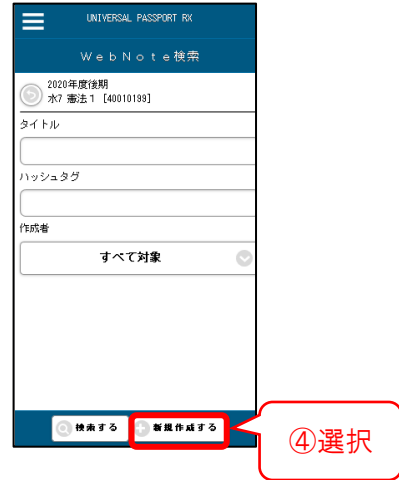 UNIVERSAL PASSPORT RX
ＷｅｂＮｏｔｅ検索
2020年度後期
水7 憲法１ [40010199]
タイトル
ハッシュタグ
作成者
すべて対象
検索する
新規作成する
④選択